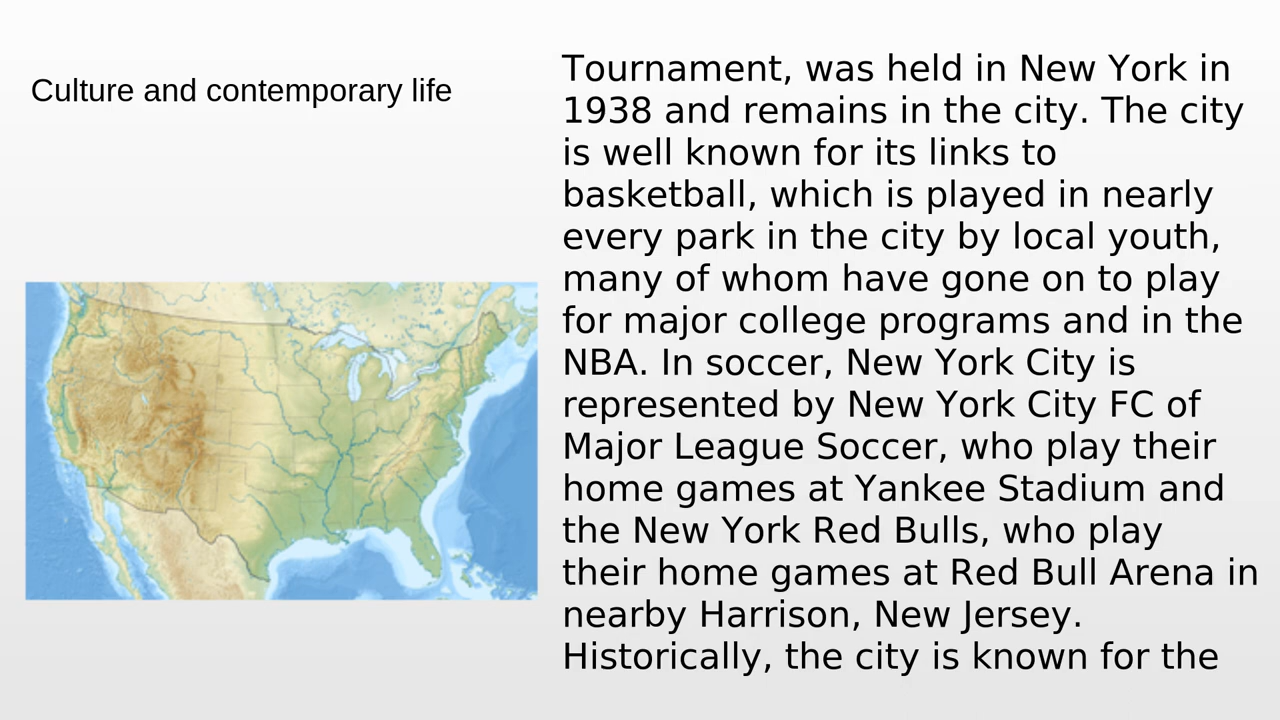 Culture and contemporary life
Tournament, was held in New York in
1938 and remains in the city. The city
is well known for its links to
basketball, which is played in nearly
every park in the city by local youth,
many of whom have gone on to play
for major college programs and in the
NBA. In soccer, New York City is
represented by New York City FC of
Major League Soccer, who play their
home games at Yankee Stadium and
the New York Red Bulls, who play
their home games at Red Bull Arena in
nearby Harrison, New Jersey.
Historically, the city is known for the